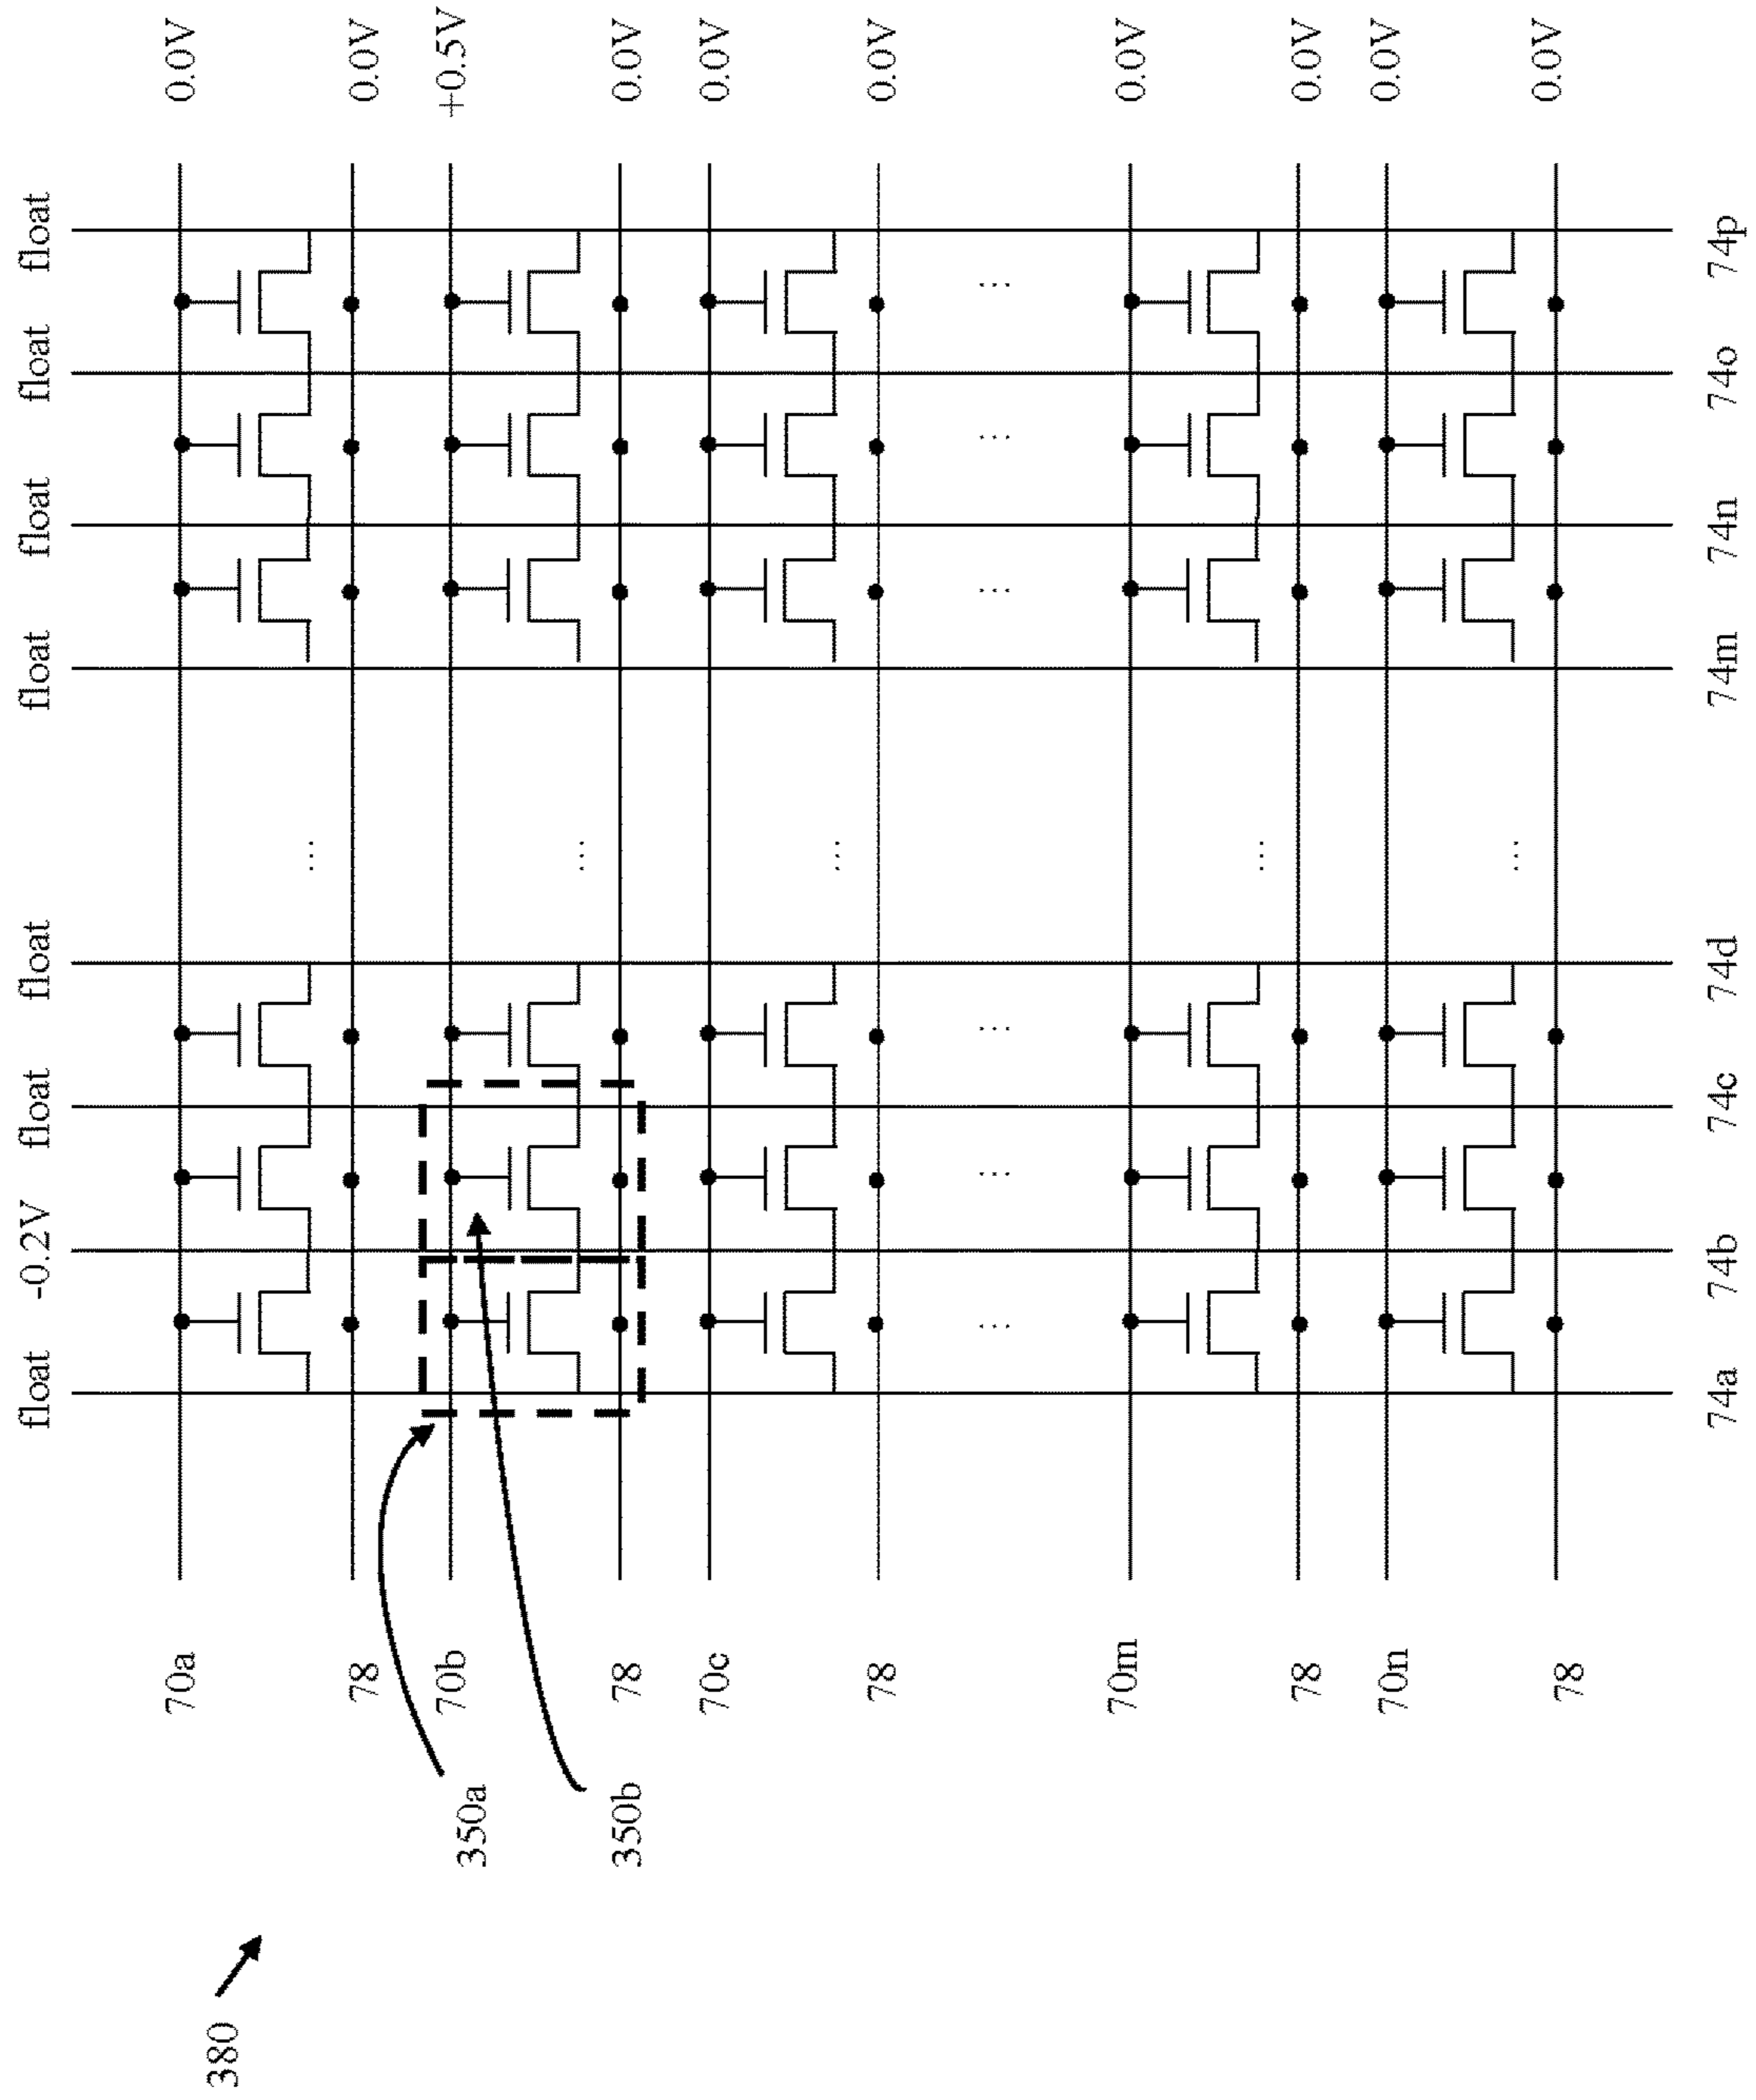 float -0.2V float float float float float float
70a 0.0V
78 0.0V
70b +0.5V
78 0.0V
70c 0.0V
78 0.0V
... ... ... ... ... ...
70m 0.0V
78 0.0V
70n 0.0V
78 0.0V
... ... ... ... ...
74a 74b 74c 74d 74m 74n 74o 74p
350a
350b
380